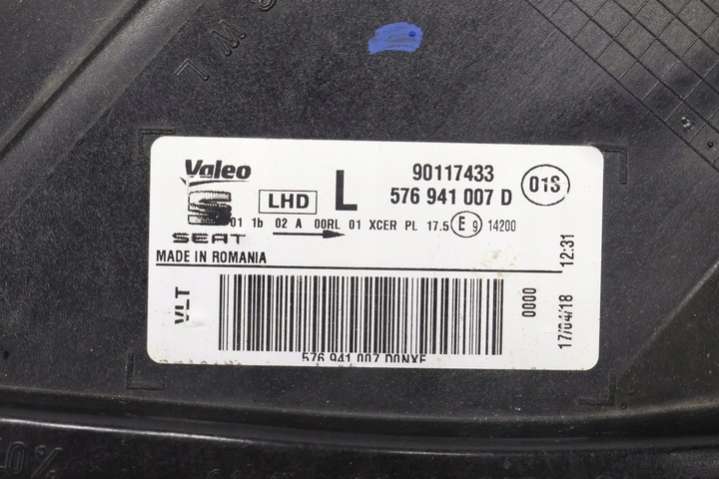 Valeo
SEAT
LHD
L
90117433
576 941 007 D
01S
01 1b 02 A 00RL 01 XCER PL 17.5 E 9 14200
MADE IN ROMANIA
VLT
576 941 007 D0NXE
0000
17/04/18 12:31